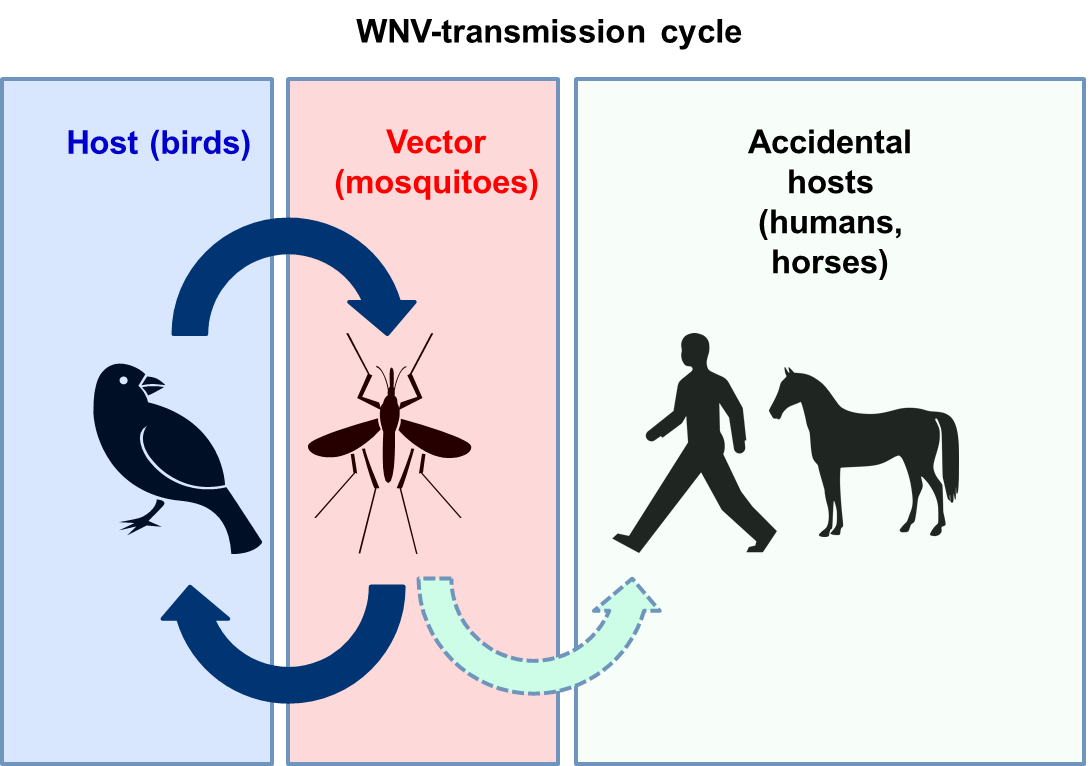 WNV-transmission cycle
Host (birds)
Vector
(mosquitoes)
Accidental
hosts
(humans,
horses)